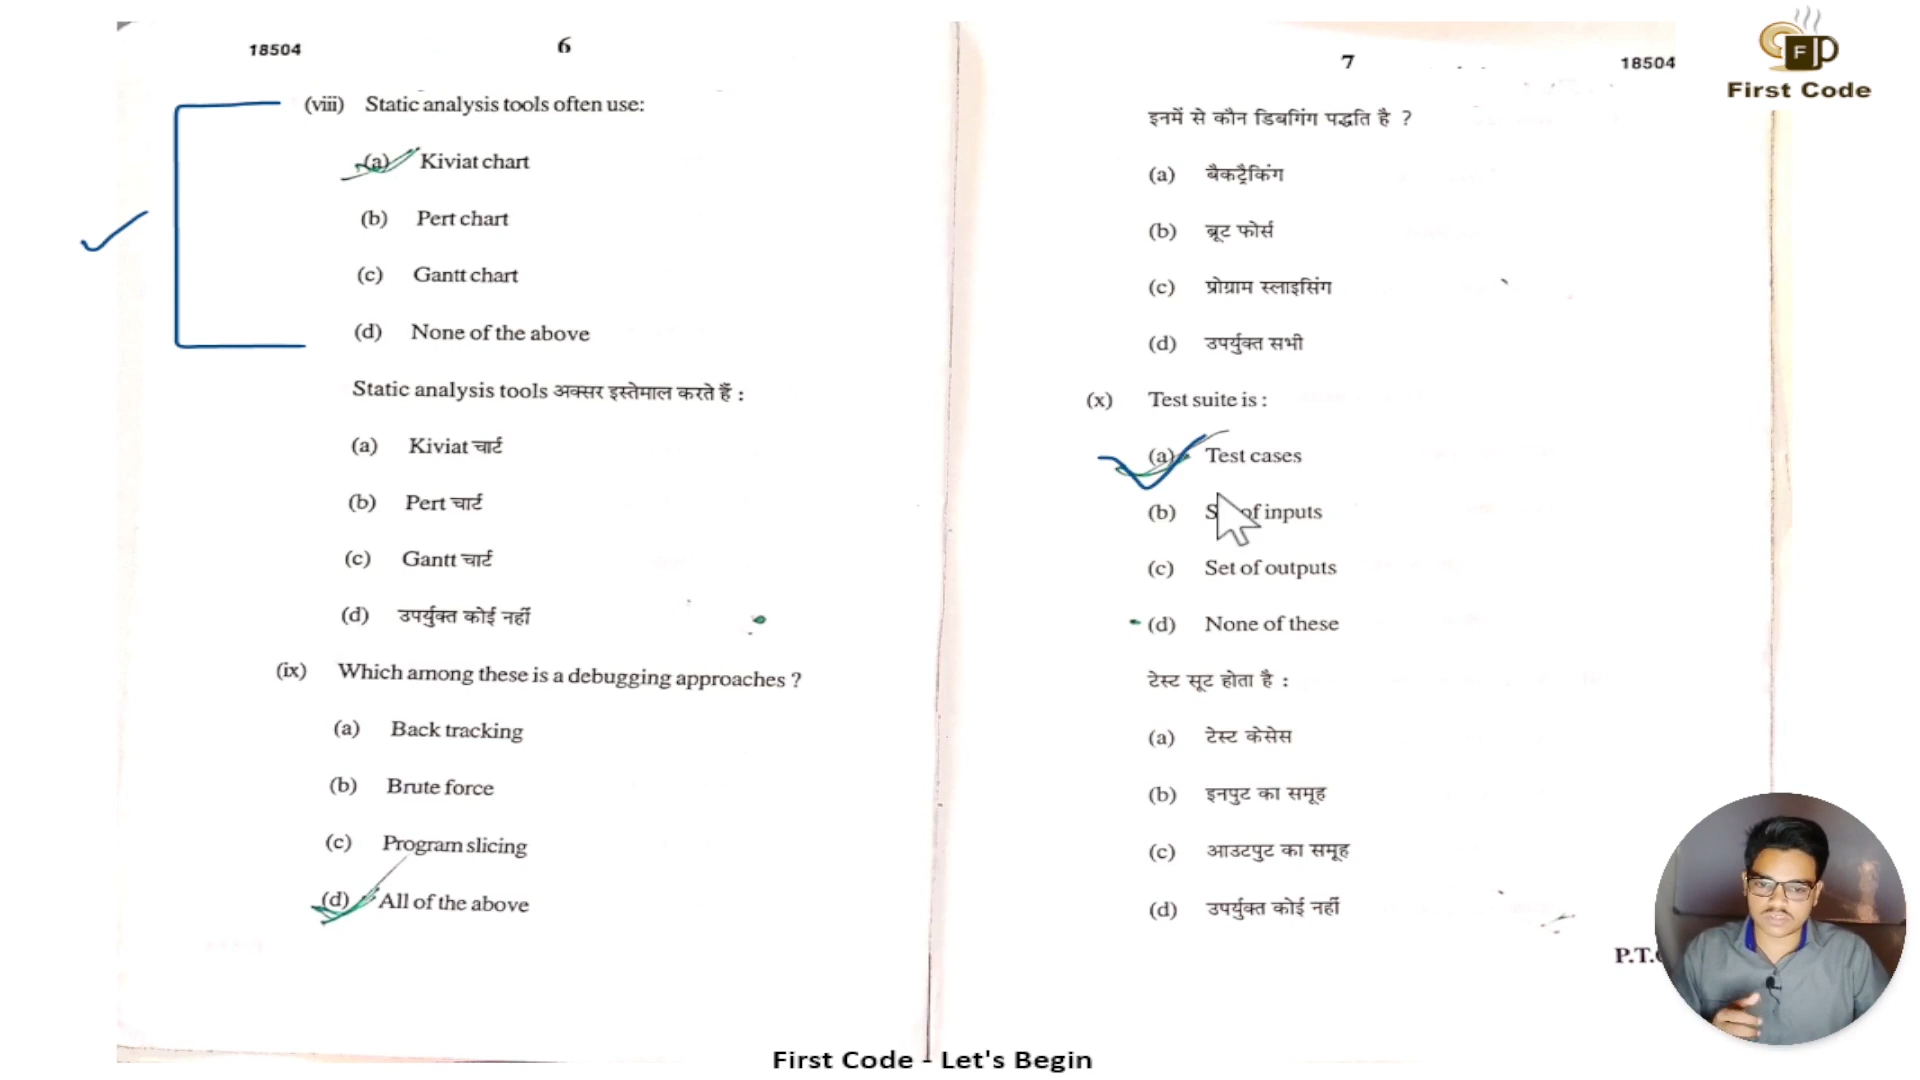 18504
6
(viii) Static analysis tools often use:
(a) Kiviat chart
(b) Pert chart
(c) Gantt chart
(d) None of the above
Static analysis tools अक्सर इस्तेमाल करते हैं :
(a) Kiviat चार्ट
(b) Pert चार्ट
(c) Gantt चार्ट
(d) उपर्युक्त कोई नहीं
(ix) Which among these is a debugging approaches ?
(a) Back tracking
(b) Brute force
(c) Program slicing
(d) All of the above
7
18504
इनमें से कौन डिबगिंग पद्धति है ?
(a) बैकट्रैकिंग
(b) ब्रूट फोर्स
(c) प्रोग्राम स्लाइसिंग
(d) उपर्युक्त सभी
(x) Test suite is :
(a) Test cases
(b) of inputs
(c) Set of outputs
(d) None of these
टेस्ट सूट होता है :
(a) टेस्ट केसेस
(b) इनपुट का समूह
(c) आउटपुट का समूह
(d) उपर्युक्त कोई नहीं
P.T.
F
First Code
First Code - Let's Begin